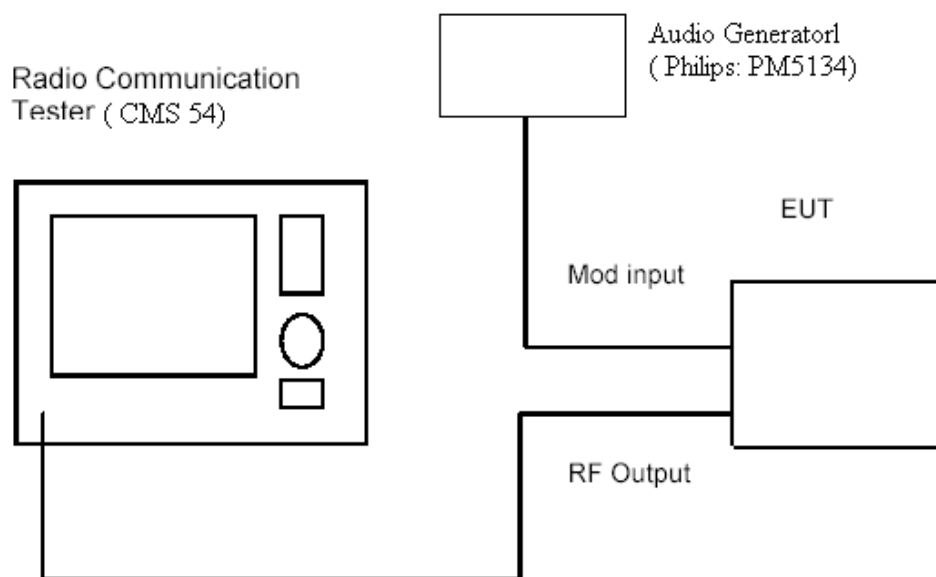 Audio Generatorl
( Philips: PM5134)
Radio Communication
Tester ( CMS 54)
EUT
Mod input
RF Output